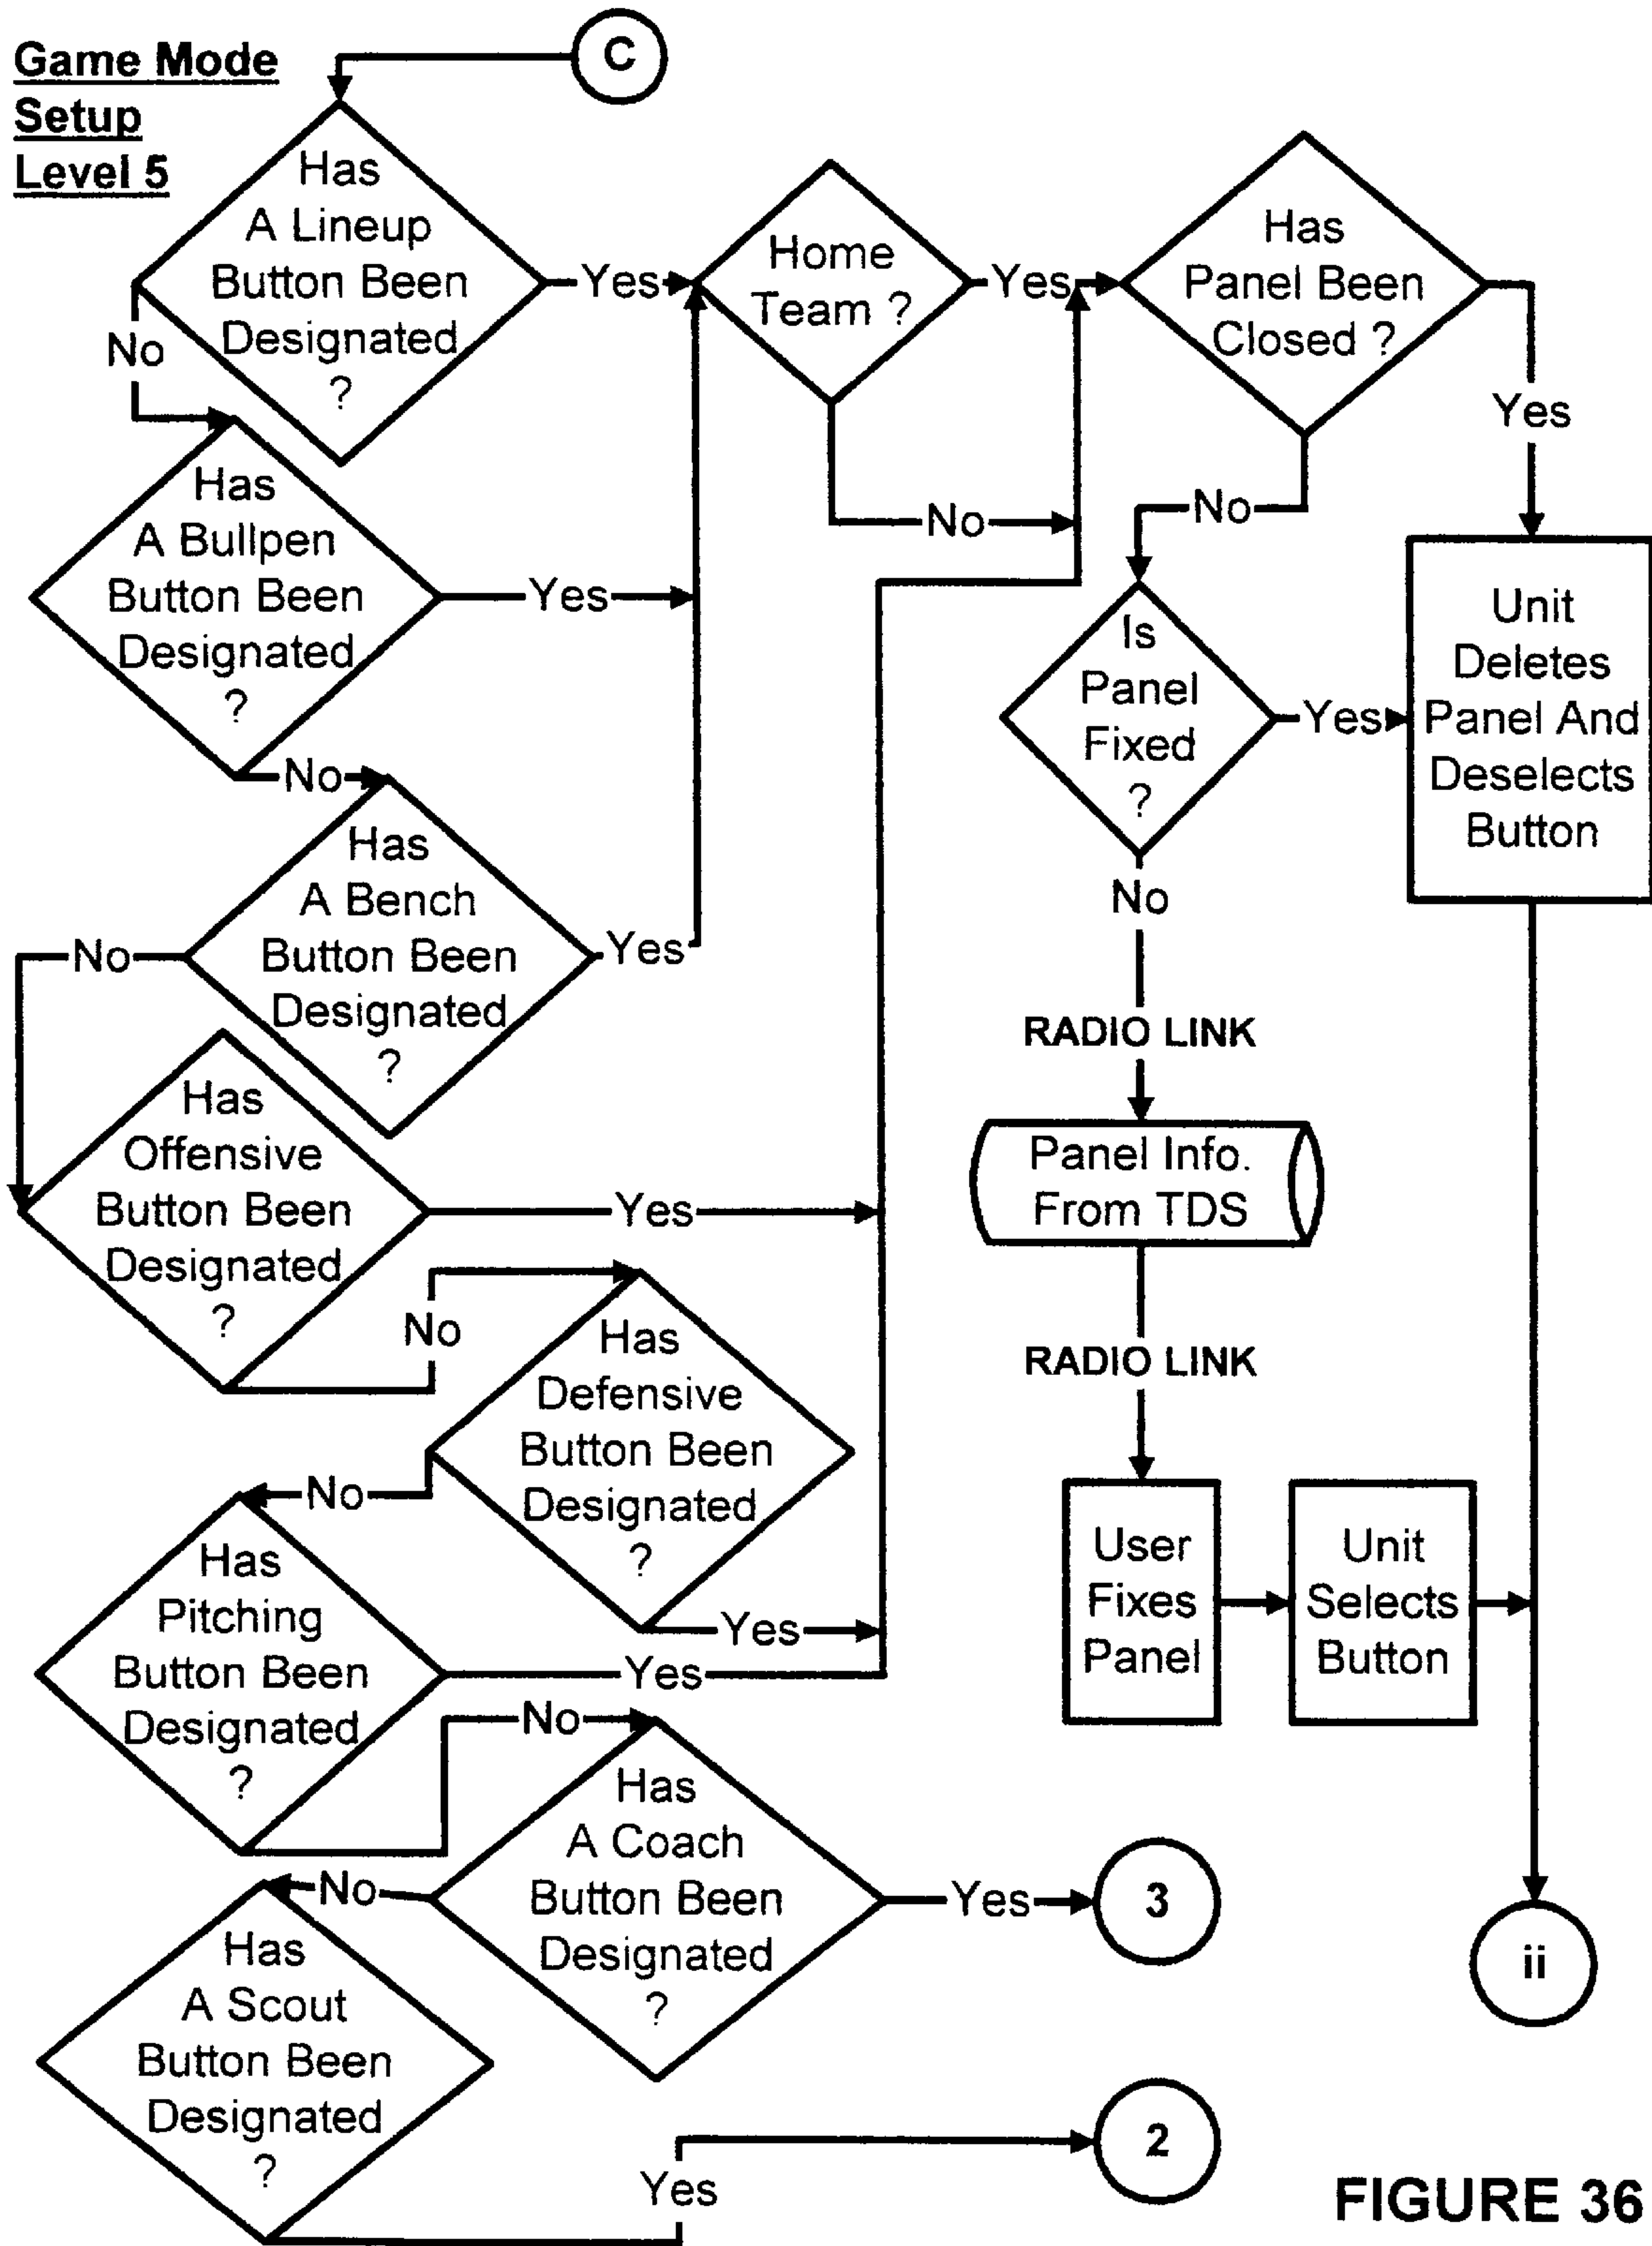 Game Mode
Setup
Level 5
C
Has
A Lineup
Button Been
Designated
?
Yes
No
Home
Team ?
Yes
No
Has
Panel Been
Closed ?
Yes
No
Has
A Bullpen
Button Been
Designated
?
Yes
No
Is
Panel
Fixed
?
Yes
No
Unit
Deletes
Panel And
Deselects
Button
Has
A Bench
Button Been
Designated
?
Yes
No
RADIO LINK
Panel Info.
From TDS
RADIO LINK
Has
Offensive
Button Been
Designated
?
Yes
No
Has
Defensive
Button Been
Designated
?
Yes
No
User
Fixes
Panel
Unit
Selects
Button
Has
Pitching
Button Been
Designated
?
Yes
No
Has
A Coach
Button Been
Designated
?
Yes
3
No
ii
Has
A Scout
Button Been
Designated
?
Yes
2
FIGURE 36